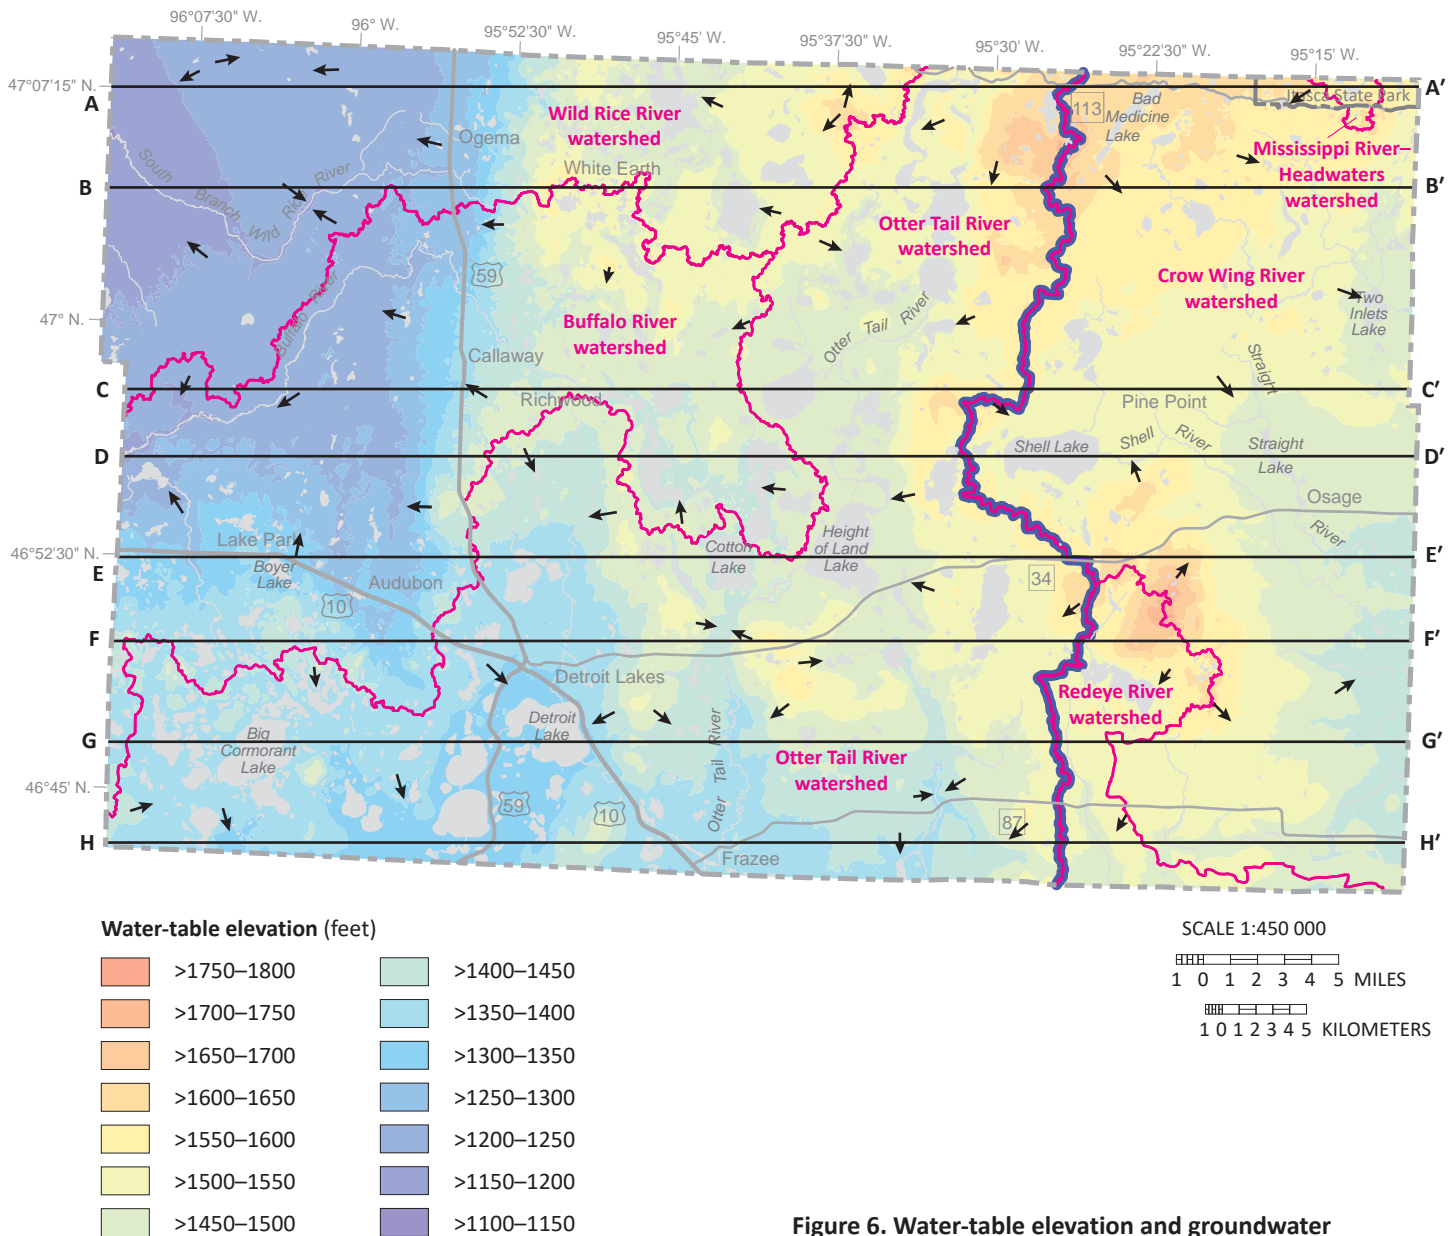 96°07'30" W.
96° W.
95°52'30" W.
95°45' W.
95°37'30" W.
95°30' W.
95°22'30" W.
95°15' W.
47°07'15" N.
A
A'
Itasca State Park
113
Bad
Medicine
Lake
Wild Rice River
watershed
Ogema
Mississippi River–
Headwaters
watershed
White Earth
South
Branch
Wild
Rice
River
B
B'
Otter Tail River
watershed
Crow Wing River
watershed
59
Two
Inlets
Lake
47° N.
Buffalo River
Buffalo River
watershed
Otter Tail River
Callaway
Straight
C
C'
Richwood
Pine Point
Shell Lake
Shell River
Straight
Lake
D
D'
Osage
River
Lake Park
46°52'30" N.
E
E'
Boyer
Lake
Cotton
Lake
Height
of Land
Lake
Audubon
34
10
F
F'
Detroit Lakes
Redeye River
watershed
Detroit
Lake
Big
Cormorant
Lake
Otter Tail River
G
G'
Otter Tail River
watershed
46°45' N.
59
10
87
H
H'
Frazee
Water-table elevation (feet)
>1750–1800
>1700–1750
>1650–1700
>1600–1650
>1550–1600
>1500–1550
>1450–1500
>1400–1450
>1350–1400
>1300–1350
>1250–1300
>1200–1250
>1150–1200
>1100–1150
SCALE 1:450 000
1 0 1 2 3 4 5 MILES
1 0 1 2 3 4 5 KILOMETERS
Figure 6. Water-table elevation and groundwater